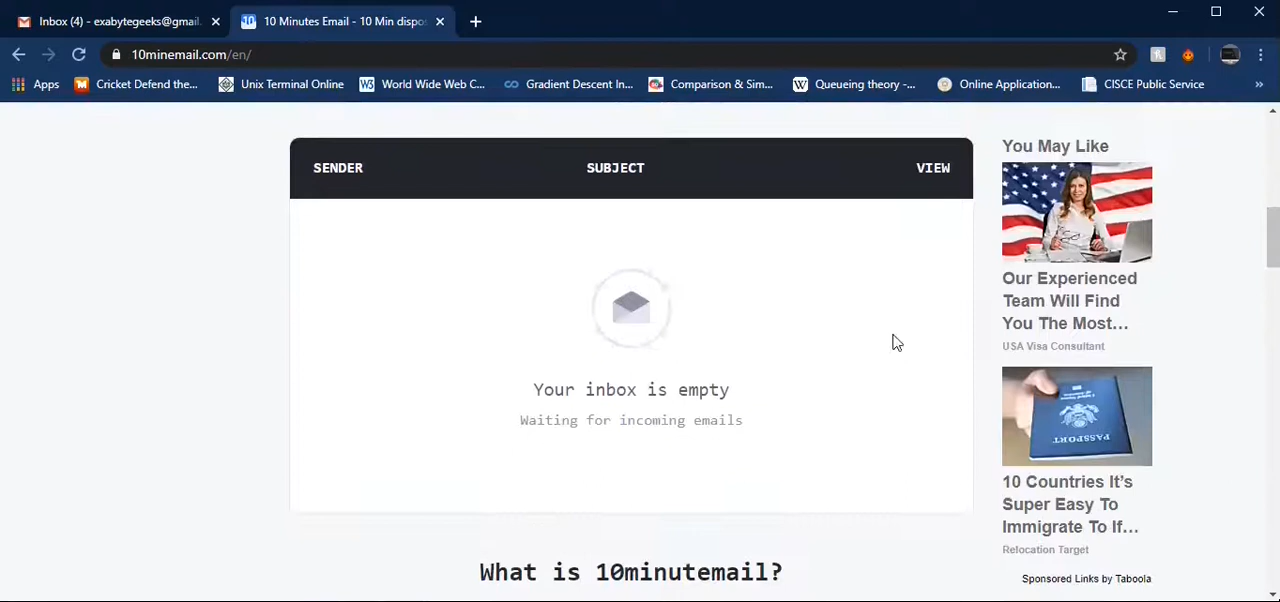 Inbox (4) - exabytegeeks@gmail.
10 Minutes Email - 10 Min dispo
10minemail.com/en/
Apps
Cricket Defend the...
Unix Terminal Online
World Wide Web C...
Gradient Descent In...
Comparison & Sim...
Queueing theory -...
Online Application...
CISCE Public Service
»
SENDER SUBJECT VIEW
Your inbox is empty
Waiting for incoming emails
What is 10minutemail?
You May Like
Our Experienced
Team Will Find
You The Most...
USA Visa Consultant
PASSPORT
10 Countries It's
Super Easy To
Immigrate To If...
Relocation Target
Sponsored Links by Taboola